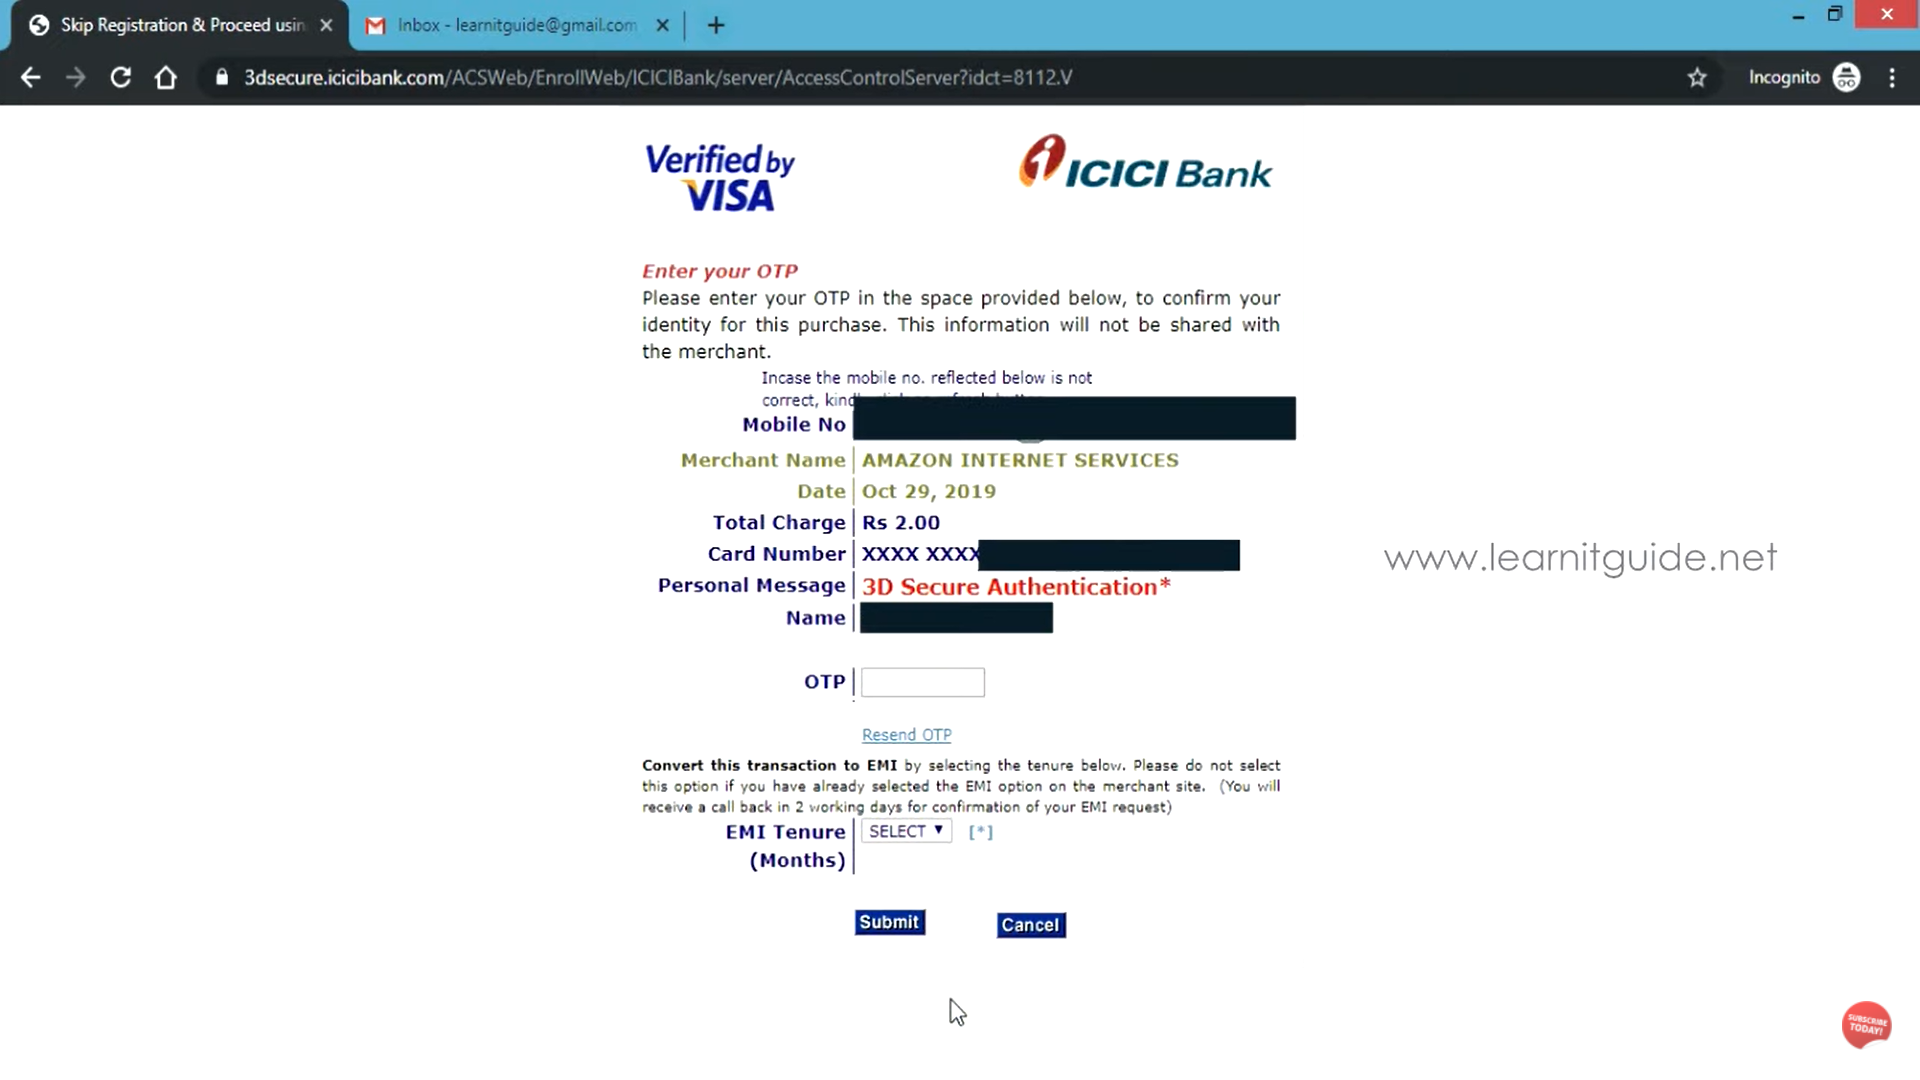 Skip Registration & Proceed usin
Inbox - learnitguide@gmail.com
3dsecure.icicibank.com/ACSWeb/EnrollWeb/ICICIBank/server/AccessControlServer?idct=8112.V
Incognito
Verified by
VISA
ICICI Bank
Enter your OTP
Please enter your OTP in the space provided below, to confirm your
identity for this purchase. This information will not be shared with
the merchant.
Incase the mobile no. reflected below is not
correct,
Mobile No
Merchant Name AMAZON INTERNET SERVICES
Date Oct 29, 2019
Total Charge Rs 2.00
Card Number XXXX XXXX
Personal Message 3D Secure Authentication*
Name
www.learnitguide.net
OTP
Resend OTP
Convert this transaction to EMI by selecting the tenure below. Please do not select
this option if you have already selected the EMI option on the merchant site. (You will
receive a call back in 2 working days for confirmation of your EMI request)
EMI Tenure SELECT [*]
(Months)
Submit Cancel
SUBSCRIBE
TODAY!